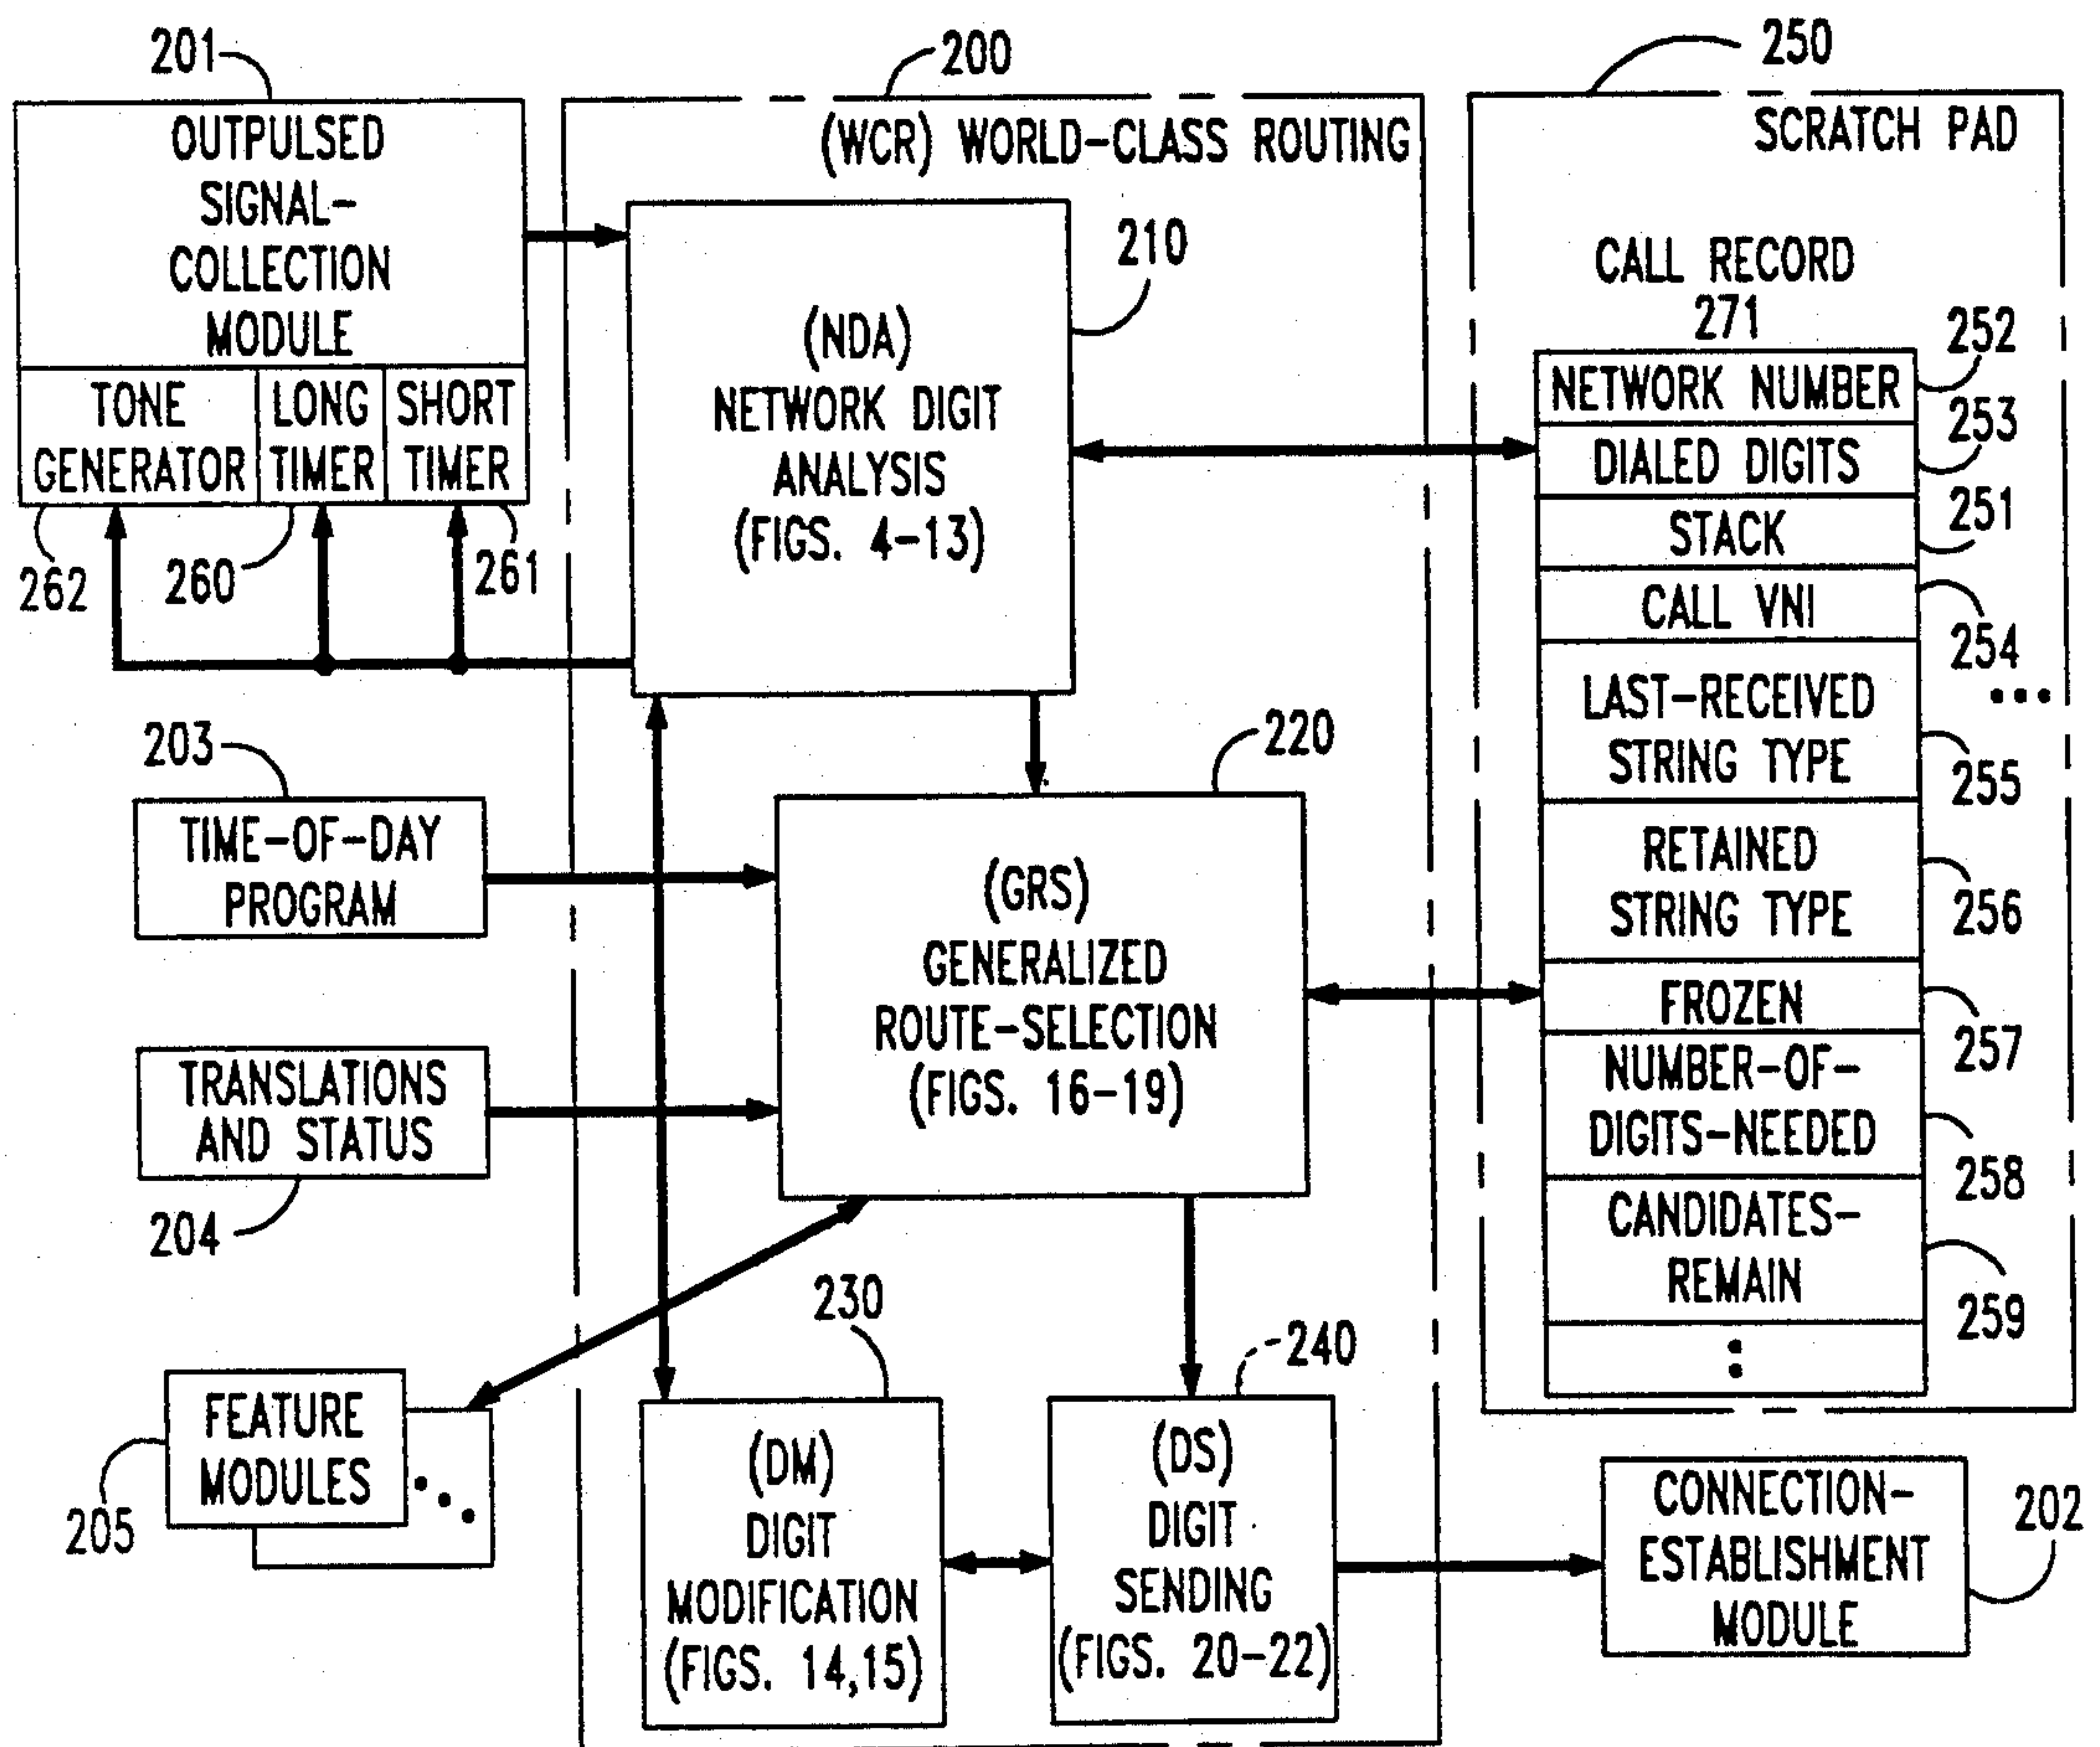 201
OUTPULSED
SIGNAL-
COLLECTION
MODULE
TONE
GENERATOR
LONG
TIMER
SHORT
TIMER
262
260
261
200
(WCR) WORLD-CLASS ROUTING
(NDA)
NETWORK DIGIT
ANALYSIS
(FIGS. 4-13)
210
203
TIME-OF-DAY
PROGRAM
TRANSLATIONS
AND STATUS
204
220
(GRS)
GENERALIZED
ROUTE-SELECTION
(FIGS. 16-19)
FEATURE
MODULES
205
230
(DM)
DIGIT
MODIFICATION
(FIGS. 14,15)
240
(DS)
DIGIT
SENDING
(FIGS. 20-22)
250
SCRATCH PAD
CALL RECORD
271
NETWORK NUMBER
252
DIALED DIGITS
253
STACK
251
CALL VNI
254
...
LAST-RECEIVED
STRING TYPE
255
RETAINED
STRING TYPE
256
FROZEN
257
NUMBER-OF-
DIGITS-NEEDED
258
CANDIDATES-
REMAIN
259
CONNECTION-
ESTABLISHMENT
MODULE
202